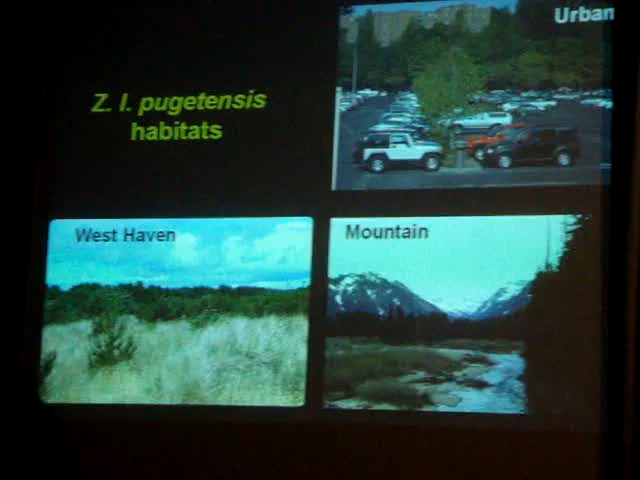 Urban
Z. l. pugetensis
habitats
West Haven
Mountain